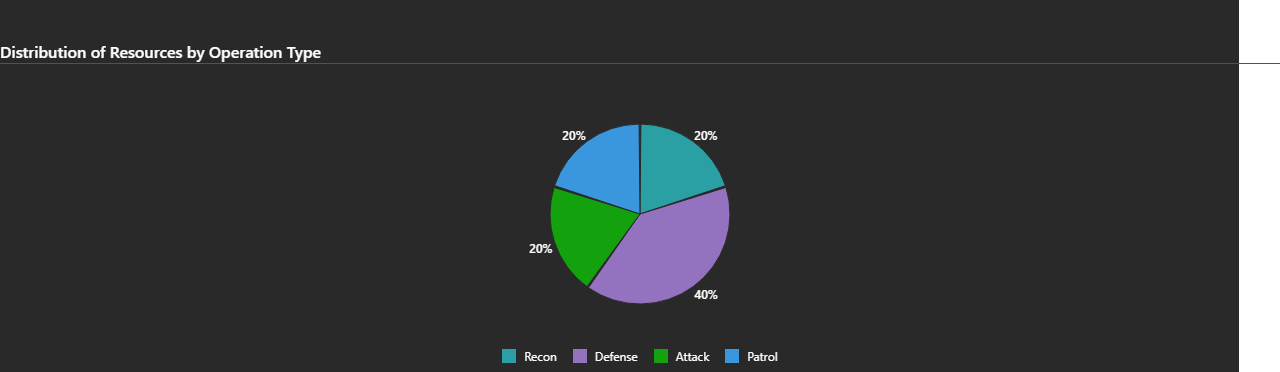 Distribution of Resources by Operation Type
20%
20%
20%
40%
Recon Defense Attack Patrol